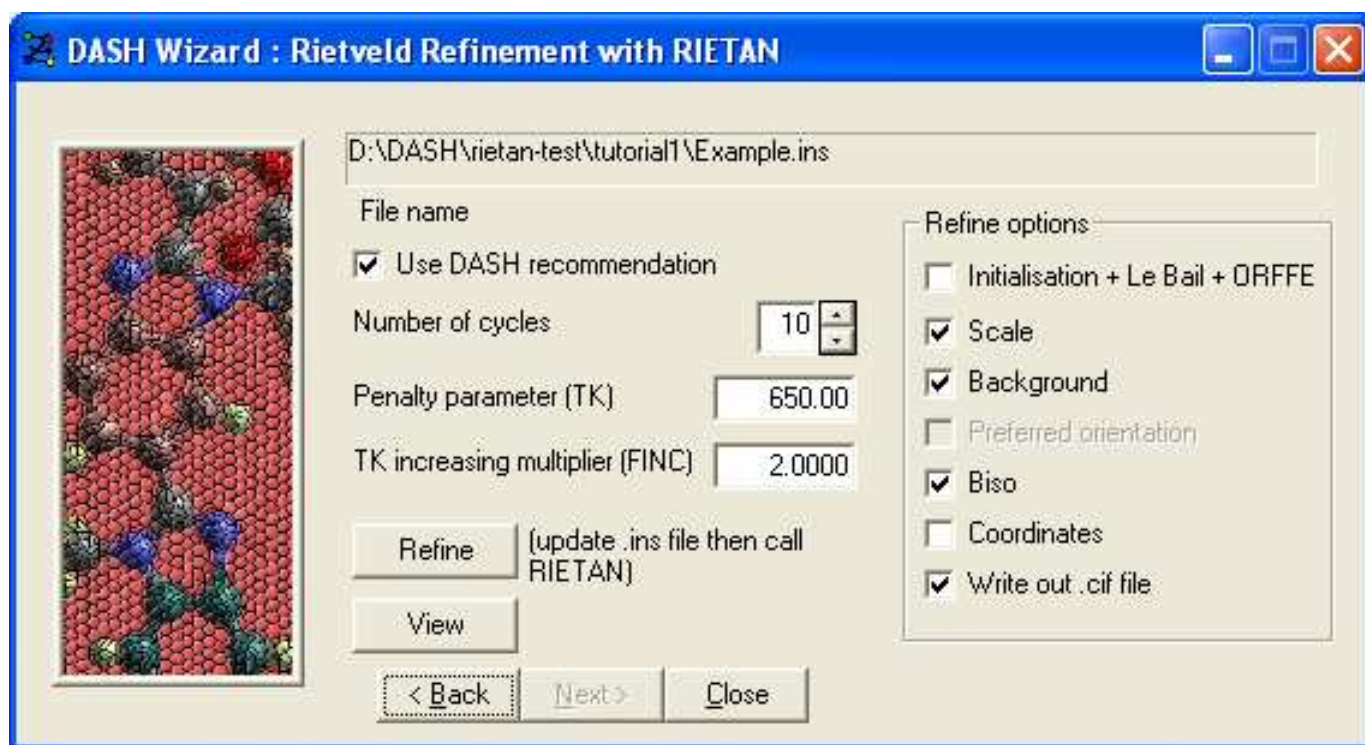 DASH Wizard : Rietveld Refinement with RIETAN
D:\DASH\rietan-test\tutorial1\Example.ins
File name
Use DASH recommendation
Number of cycles
10
Penalty parameter (TK)
650.00
TK increasing multiplier (FINC)
2.0000
Refine
(update .ins file then call
RIETAN)
View
< Back
Next >
Close
Refine options
Initialisation + Le Bail + ORFFE
Scale
Background
Preferred orientation
Biso
Coordinates
Write out .cif file